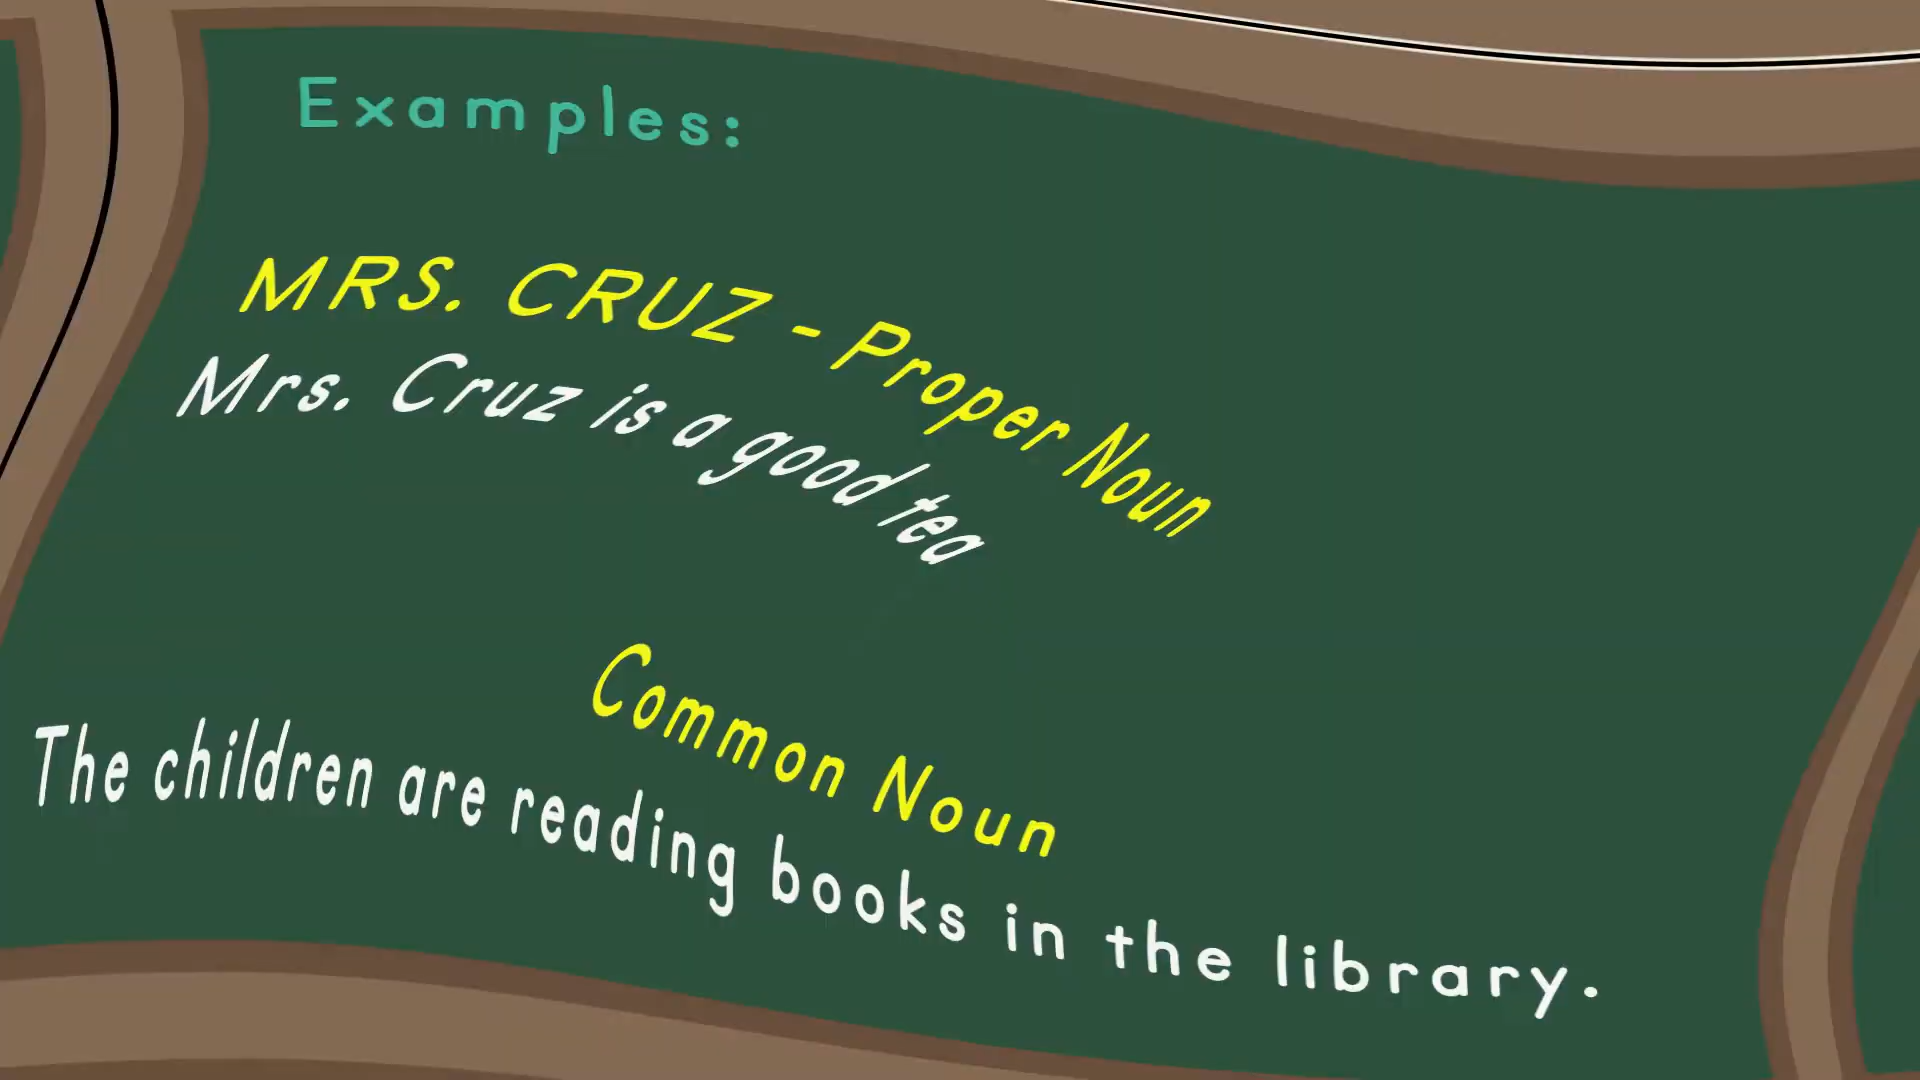 Examples:
MRS. CRUZ - Proper Noun
Mrs. Cruz is a good tea
Common Noun
The children are reading books in the library.